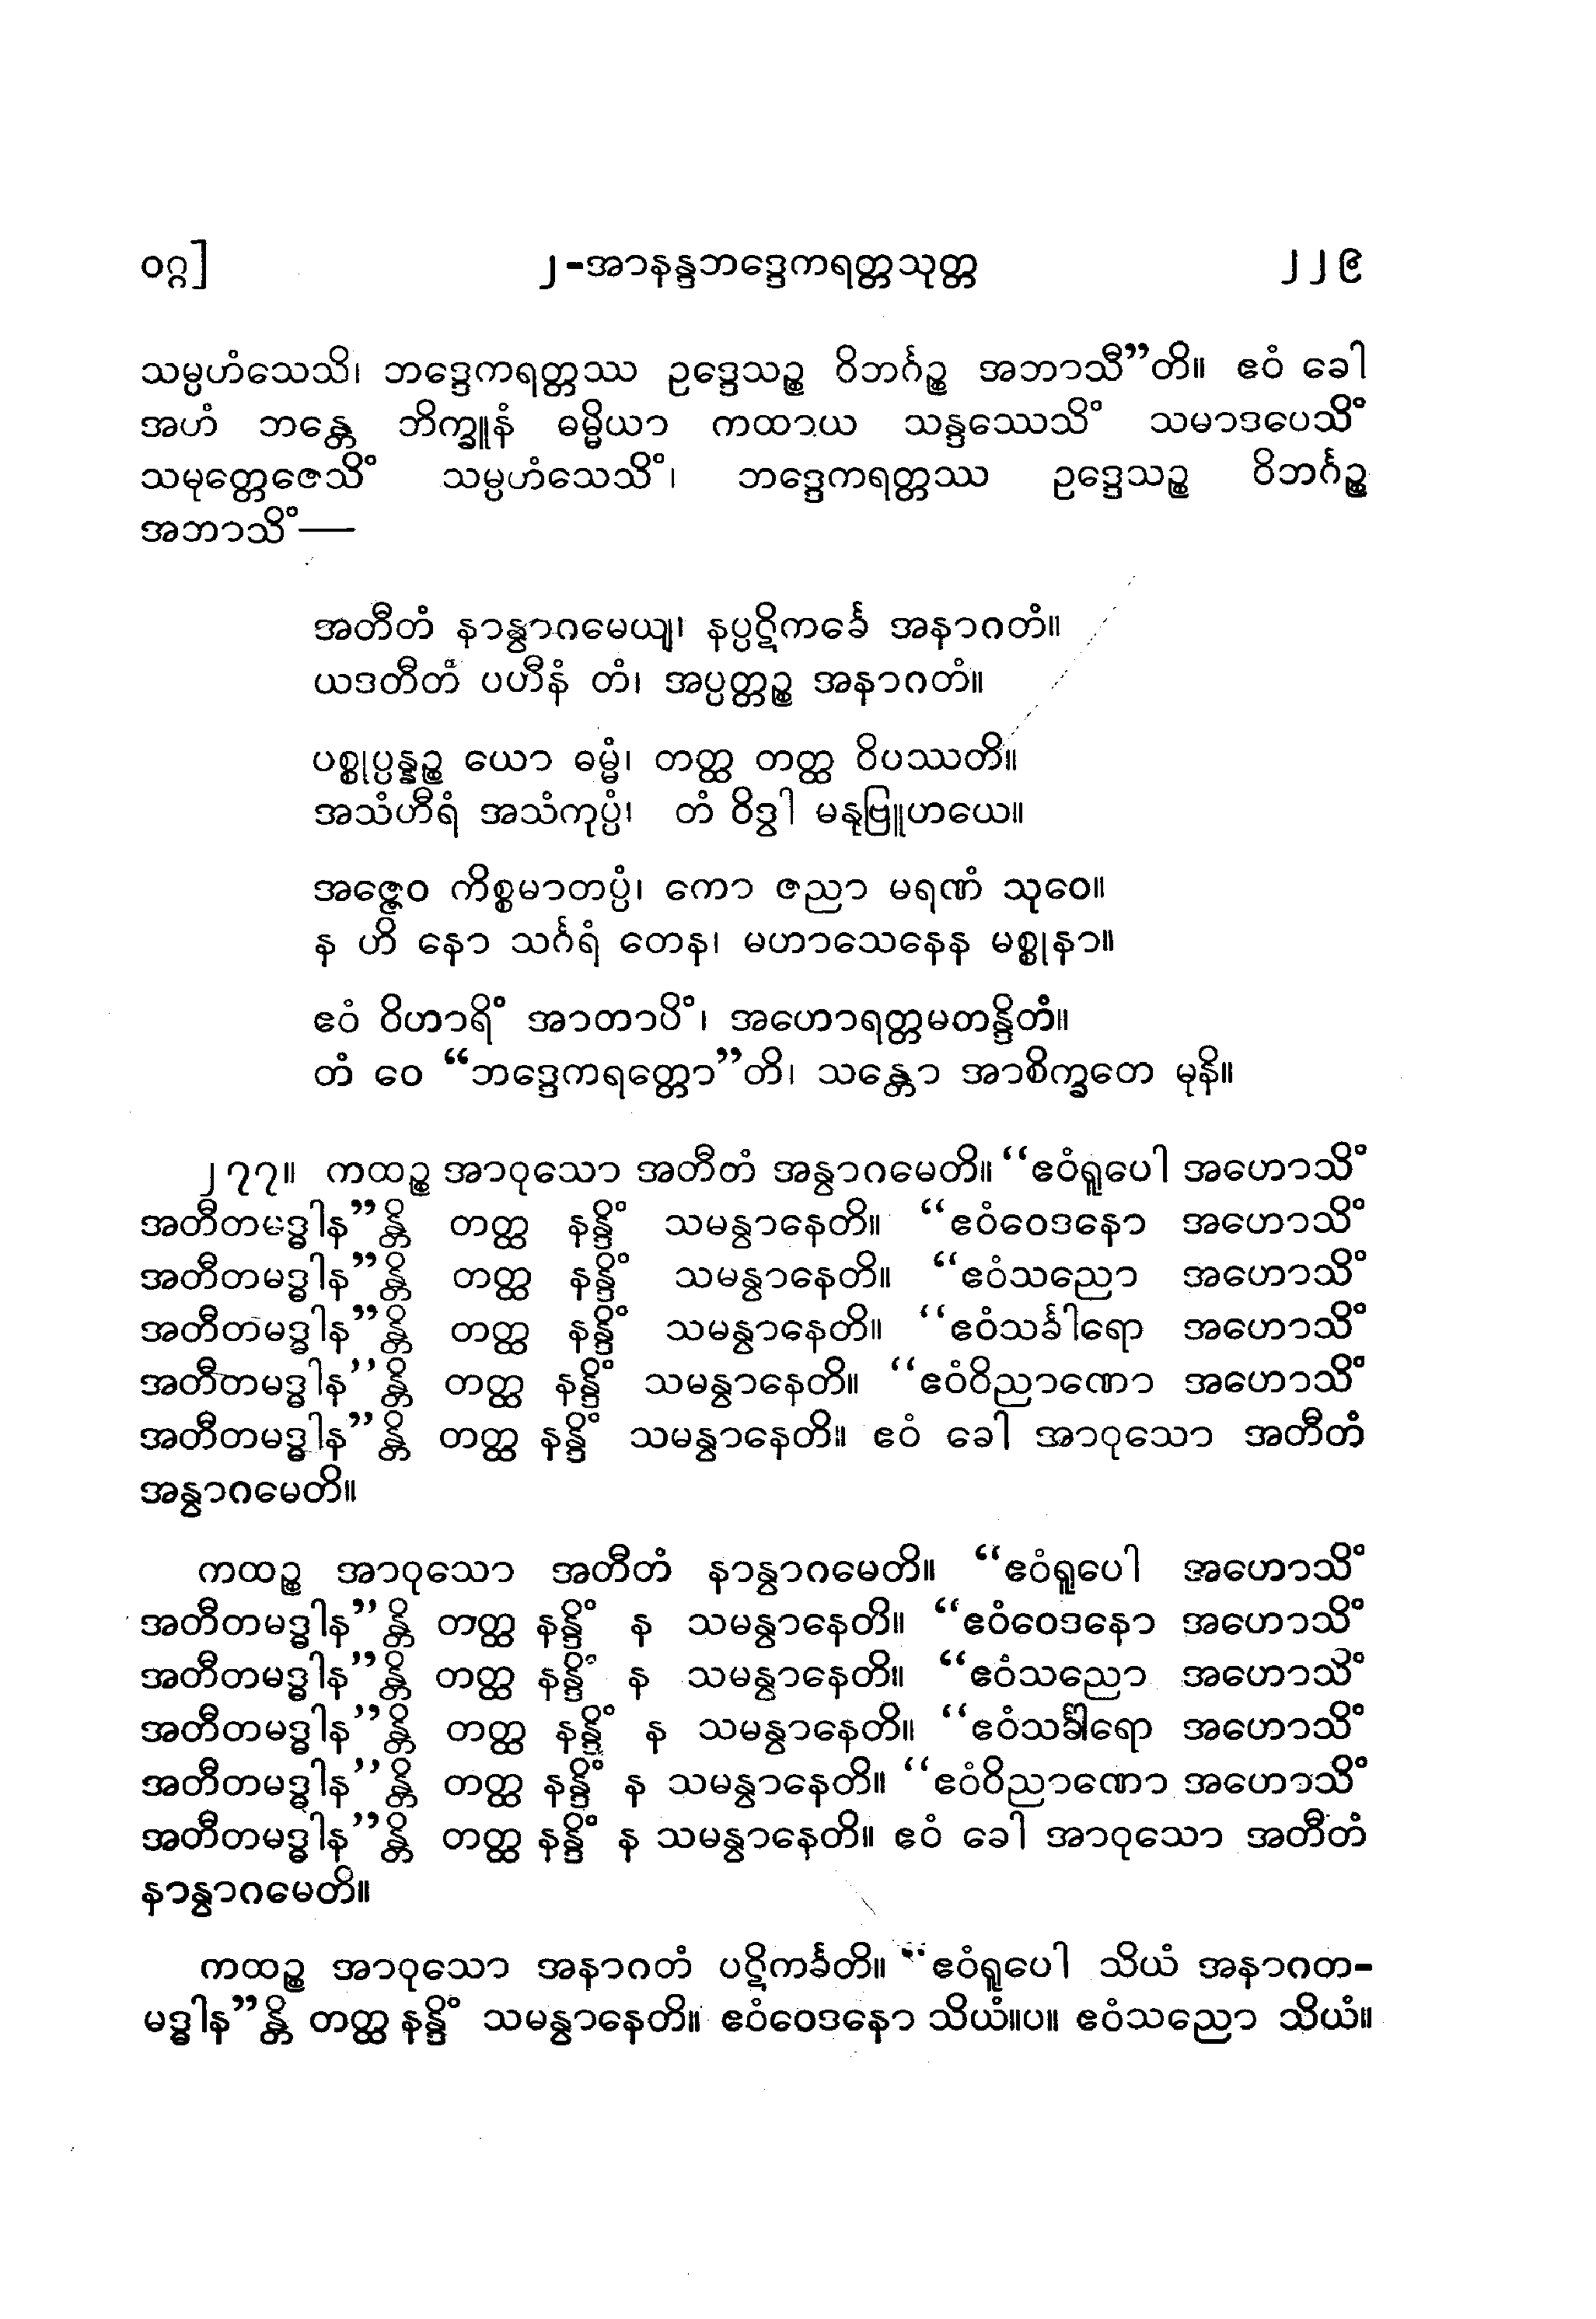 ၀ဂ္ဂ] ၂-အာနန္ဒဘဒ္ဒေကရတ္တသုတ္တ ၂၂၉
သမ္ပဟံသေသိ၊ ဘဒ္ဒေကရတ္တဿ ဥဒ္ဒေသဉ္စ ဝိဘင်္ဂဉ္စ အဘာသီ”တိ။ ဧဝံ ခေါ
အဟံ ဘန္တေ ဘိက္ခူနံ ဓမ္မိယာ ကထာယ သန္ဒဿေသိံ သမာဒပေသိံ
သမုတ္တေဇေသိံ သမ္ပဟံသေသိံ၊ ဘဒ္ဒေကရတ္တဿ ဥဒ္ဒေသဉ္စ ဝိဘင်္ဂဉ္စ
အဘာသိံ—
အတီတံ နာနွာဂမေယျ၊ နပ္ပဋိကင်္ခေ အနာဂတံ။
ယဒတီတံ ပဟီနံ တံ၊ အပ္ပတ္တဉ္စ အနာဂတံ။
ပစ္စုပ္ပန္နဉ္စ ယော ဓမ္မံ၊ တတ္ထ တတ္ထ ဝိပဿတိ။
အသံဟီရံ အသံကုပ္ပံ၊ တံ ဝိဒွါ မနုဗြူဟယေ။
အဇ္ဇေဝ ကိစ္စမာတပ္ပံ၊ ကော ဇညာ မရဏံ သုဝေ။
န ဟိ နော သင်္ဂရံ တေန၊ မဟာသေနေန မစ္စုနာ။
ဧဝံ ဝိဟာရိံ အာတာပိံ၊ အဟောရတ္တမတန္ဒိတံ။
တံ ဝေ “ဘဒ္ဒေကရတ္တော”တိ၊ သန္တော အာစိက္ခတေ မုနိ။
၂၇၇။ ကထဉ္စ အာဝုသော အတီတံ အနွာဂမေတိ။ “ဧဝံရူပေါ အဟောသိံ
အတီတမဒ္ဓါန”န္တိ တတ္ထ နန္ဒိံ သမနွာနေတိ။ “ဧဝံဝေဒနော အဟောသိံ
အတီတမဒ္ဓါန”န္တိ တတ္ထ နန္ဒိံ သမနွာနေတိ။ “ဧဝံသညော အဟောသိံ
အတီတမဒ္ဓါန”န္တိ တတ္ထ နန္ဒိံ သမနွာနေတိ။ “ဧဝံသင်္ခါရော အဟောသိံ
အတီတမဒ္ဓါန”န္တိ တတ္ထ နန္ဒိံ သမနွာနေတိ။ “ဧဝံဝိညာဏော အဟောသိံ
အတီတမဒ္ဓါန”န္တိ တတ္ထ နန္ဒိံ သမနွာနေတိ။ ဧဝံ ခေါ အာဝုသော အတီတံ
အနွာဂမေတိ။
ကထဉ္စ အာဝုသော အတီတံ နာနွာဂမေတိ။ “ဧဝံရူပေါ အဟောသိံ
အတီတမဒ္ဓါန”န္တိ တတ္ထ နန္ဒိံ န သမနွာနေတိ။ “ဧဝံဝေဒနော အဟောသိံ
အတီတမဒ္ဓါန”န္တိ တတ္ထ နန္ဒိံ န သမနွာနေတိ။ “ဧဝံသညော အဟောသိံ
အတီတမဒ္ဓါန”န္တိ တတ္ထ နန္ဒိံ န သမနွာနေတိ။ “ဧဝံသင်္ခါရော အဟောသိံ
အတီတမဒ္ဓါန”န္တိ တတ္ထ နန္ဒိံ န သမနွာနေတိ။ “ဧဝံဝိညာဏော အဟောသိံ
အတီတမဒ္ဓါန”န္တိ တတ္ထ နန္ဒိံ န သမနွာနေတိ။ ဧဝံ ခေါ အာဝုသော အတီတံ
နာနွာဂမေတိ။
ကထဉ္စ အာဝုသော အနာဂတံ ပဋိကင်္ခတိ။ “ဧဝံရူပေါ သိယံ အနာဂတ-
မဒ္ဓါန”န္တိ တတ္ထ နန္ဒိံ သမနွာနေတိ။ ဧဝံဝေဒနော သိယံ။ပ။ ဧဝံသညော သိယံ။